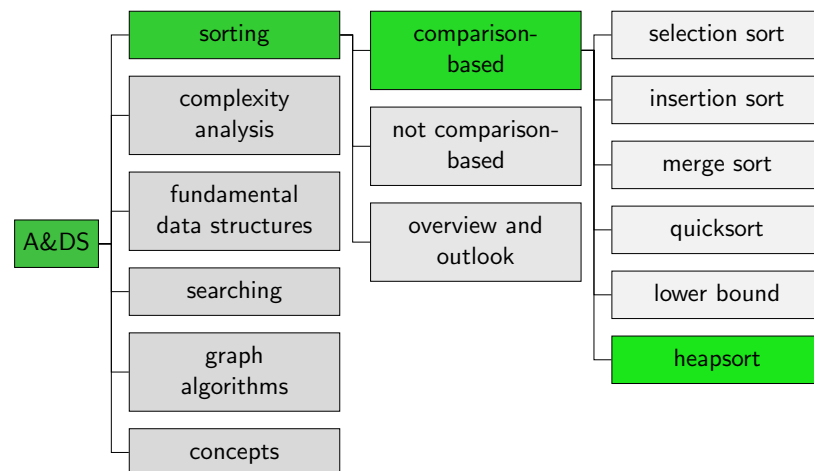 A&DS
sorting
complexity
analysis
fundamental
data structures
searching
graph
algorithms
concepts
comparison-
based
not comparison-
based
overview and
outlook
selection sort
insertion sort
merge sort
quicksort
lower bound
heapsort